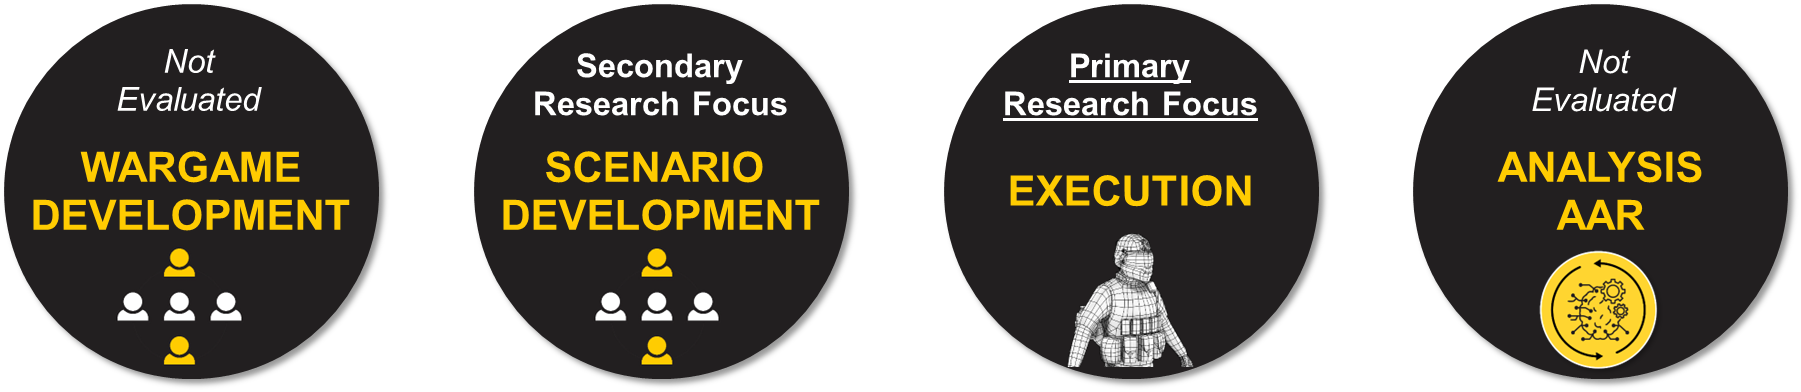 Not
Evaluated
WARGAME
DEVELOPMENT
Secondary
Research Focus
SCENARIO
DEVELOPMENT
Primary
Research Focus
EXECUTION
Not
Evaluated
ANALYSIS
AAR